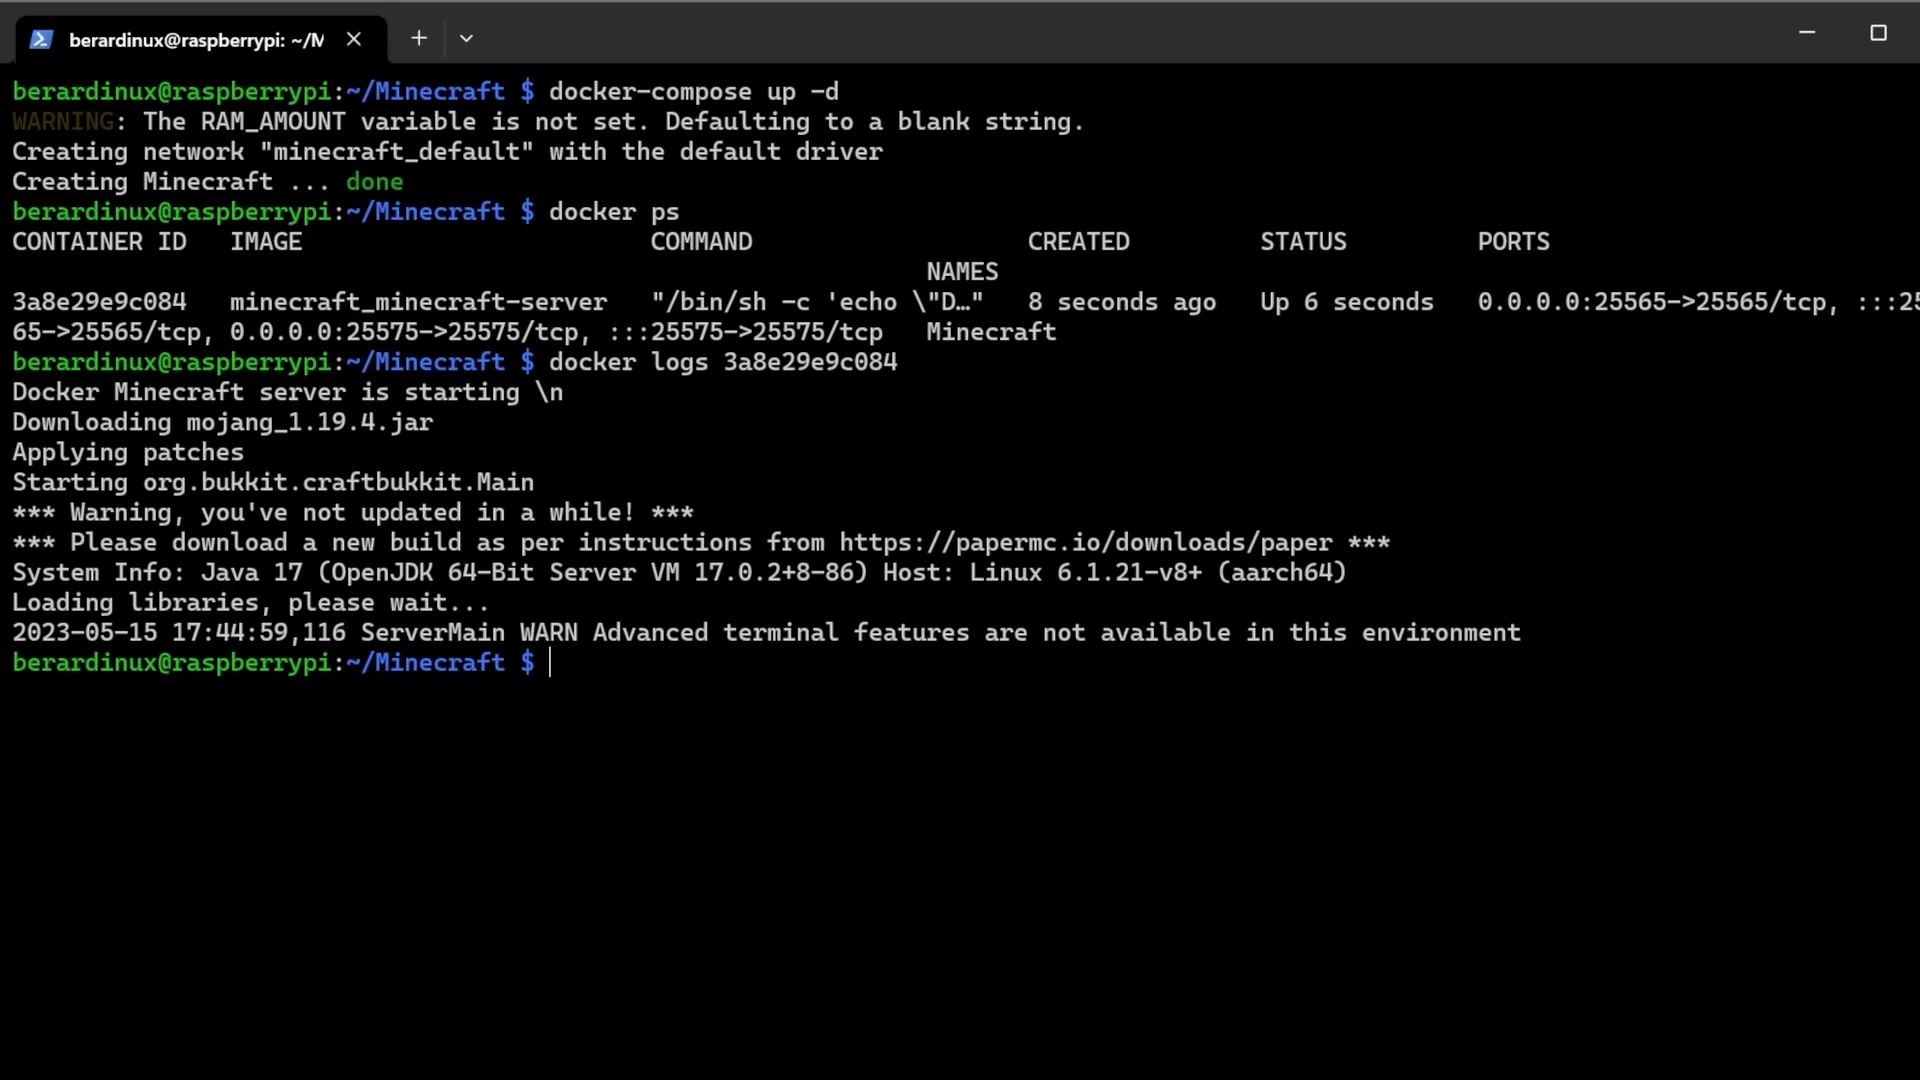 berardinux@raspberrypi: ~/M
berardinux@raspberrypi:~/Minecraft $ docker-compose up -d
WARNING: The RAM_AMOUNT variable is not set. Defaulting to a blank string.
Creating network "minecraft_default" with the default driver
Creating Minecraft ... done
berardinux@raspberrypi:~/Minecraft $ docker ps
CONTAINER ID   IMAGE                        COMMAND                   CREATED         STATUS         PORTS
                                                               NAMES
3a8e29e9c084   minecraft_minecraft-server   "/bin/sh -c 'echo \"D…"   8 seconds ago   Up 6 seconds   0.0.0.0:25565->25565/tcp, :::25
65->25565/tcp, 0.0.0.0:25575->25575/tcp, :::25575->25575/tcp   Minecraft
berardinux@raspberrypi:~/Minecraft $ docker logs 3a8e29e9c084
Docker Minecraft server is starting \n
Downloading mojang_1.19.4.jar
Applying patches
Starting org.bukkit.craftbukkit.Main
*** Warning, you've not updated in a while! ***
*** Please download a new build as per instructions from https://papermc.io/downloads/paper ***
System Info: Java 17 (OpenJDK 64-Bit Server VM 17.0.2+8-86) Host: Linux 6.1.21-v8+ (aarch64)
Loading libraries, please wait...
2023-05-15 17:44:59,116 ServerMain WARN Advanced terminal features are not available in this environment
berardinux@raspberrypi:~/Minecraft $